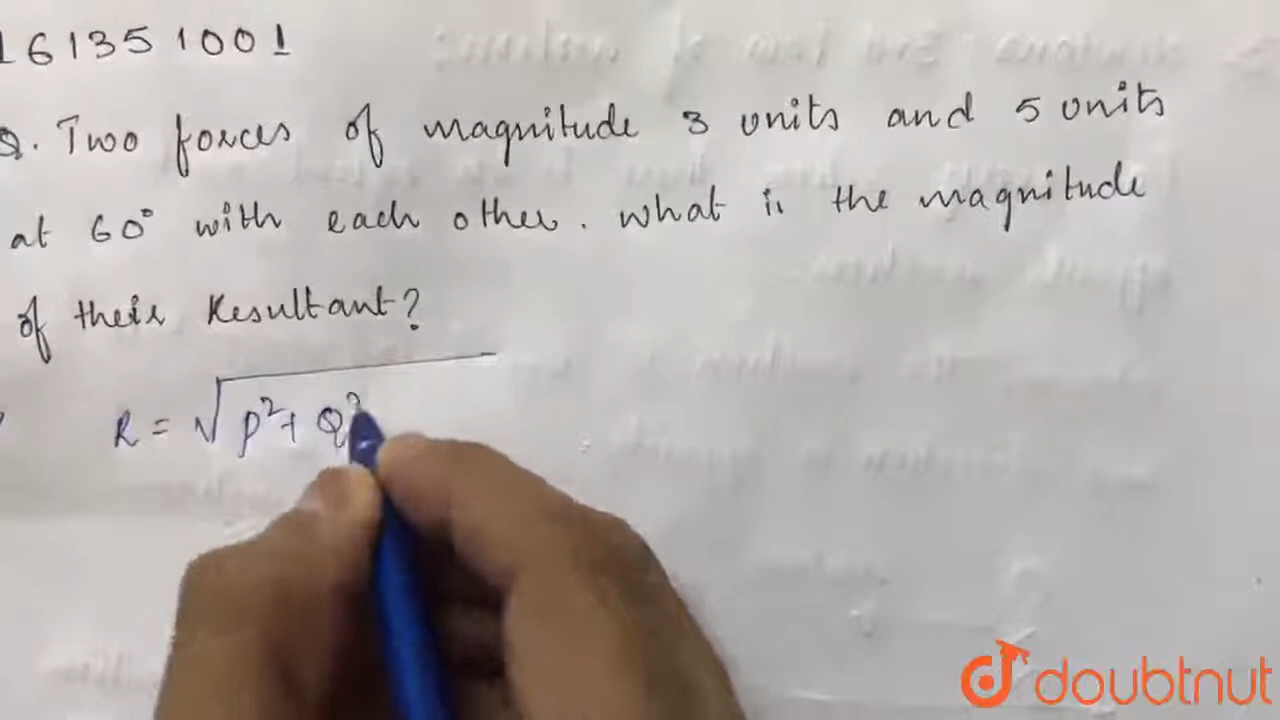 161351001
Q. Two forces of magnitude 3 units and 5 units
at 60° with each other. What is the magnitude
of their Resultant?
R = √P²+ Q²
doubtnut